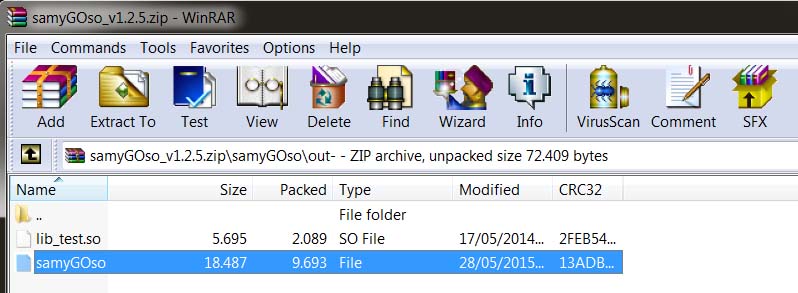 samyGOso_v1.2.5.zip - WinRAR
File Commands Tools Favorites Options Help
Add Extract To Test View Delete Find Wizard Info VirusScan Comment SFX
samyGOso_v1.2.5.zip\samyGOso\out- - ZIP archive, unpacked size 72.409 bytes
Name Size Packed Type Modified CRC32
.. File folder
lib_test.so 5.695 2.089 SO File 17/05/2014... 2FEB54...
samyGOso 18.487 9.693 File 28/05/2015... 13ADB...